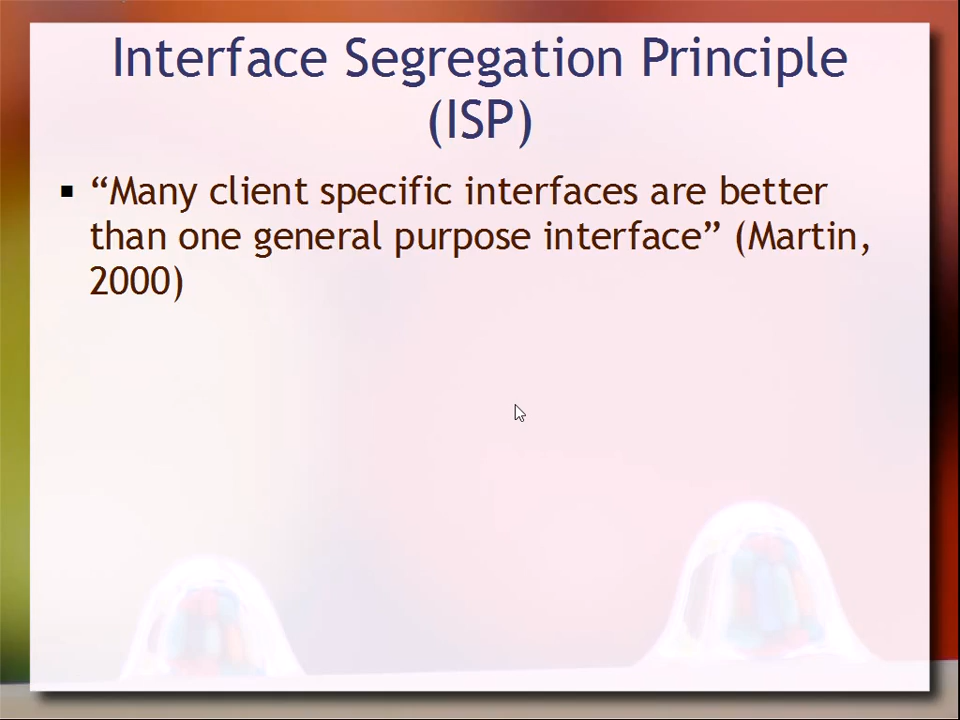 Interface Segregation Principle
(ISP)
“Many client specific interfaces are better
than one general purpose interface” (Martin,
2000)